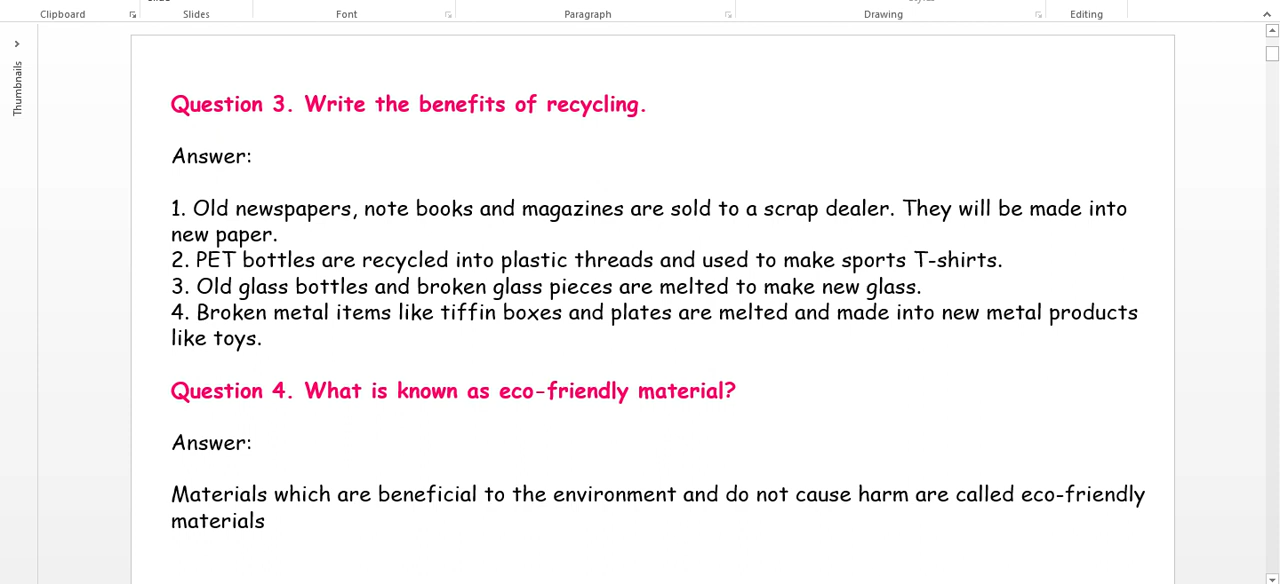 Clipboard Slides Font Paragraph Drawing Editing
Thumbnails
Question 3. Write the benefits of recycling.
Answer:
1. Old newspapers, note books and magazines are sold to a scrap dealer. They will be made into
new paper.
2. PET bottles are recycled into plastic threads and used to make sports T-shirts.
3. Old glass bottles and broken glass pieces are melted to make new glass.
4. Broken metal items like tiffin boxes and plates are melted and made into new metal products
like toys.
Question 4. What is known as eco-friendly material?
Answer:
Materials which are beneficial to the environment and do not cause harm are called eco-friendly
materials